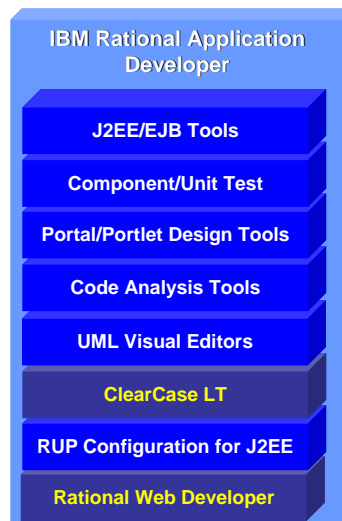 IBM Rational Application
Developer
J2EE/EJB Tools
Component/Unit Test
Portal/Portlet Design Tools
Code Analysis Tools
UML Visual Editors
ClearCase LT
RUP Configuration for J2EE
Rational Web Developer